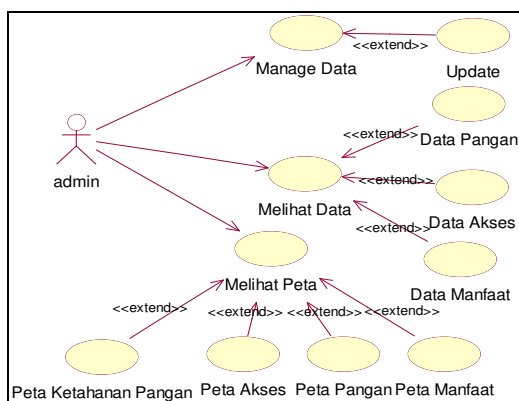 <<extend>>
Manage Data
Update
<<extend>>
Data Pangan
admin
<<extend>>
Melihat Data
Data Akses
<<extend>>
Melihat Peta
Data Manfaat
<<extend>>
<<extend>>
<<extend>>
<<extend>>
Peta Ketahanan Pangan
Peta Akses
Peta Pangan
Peta Manfaat